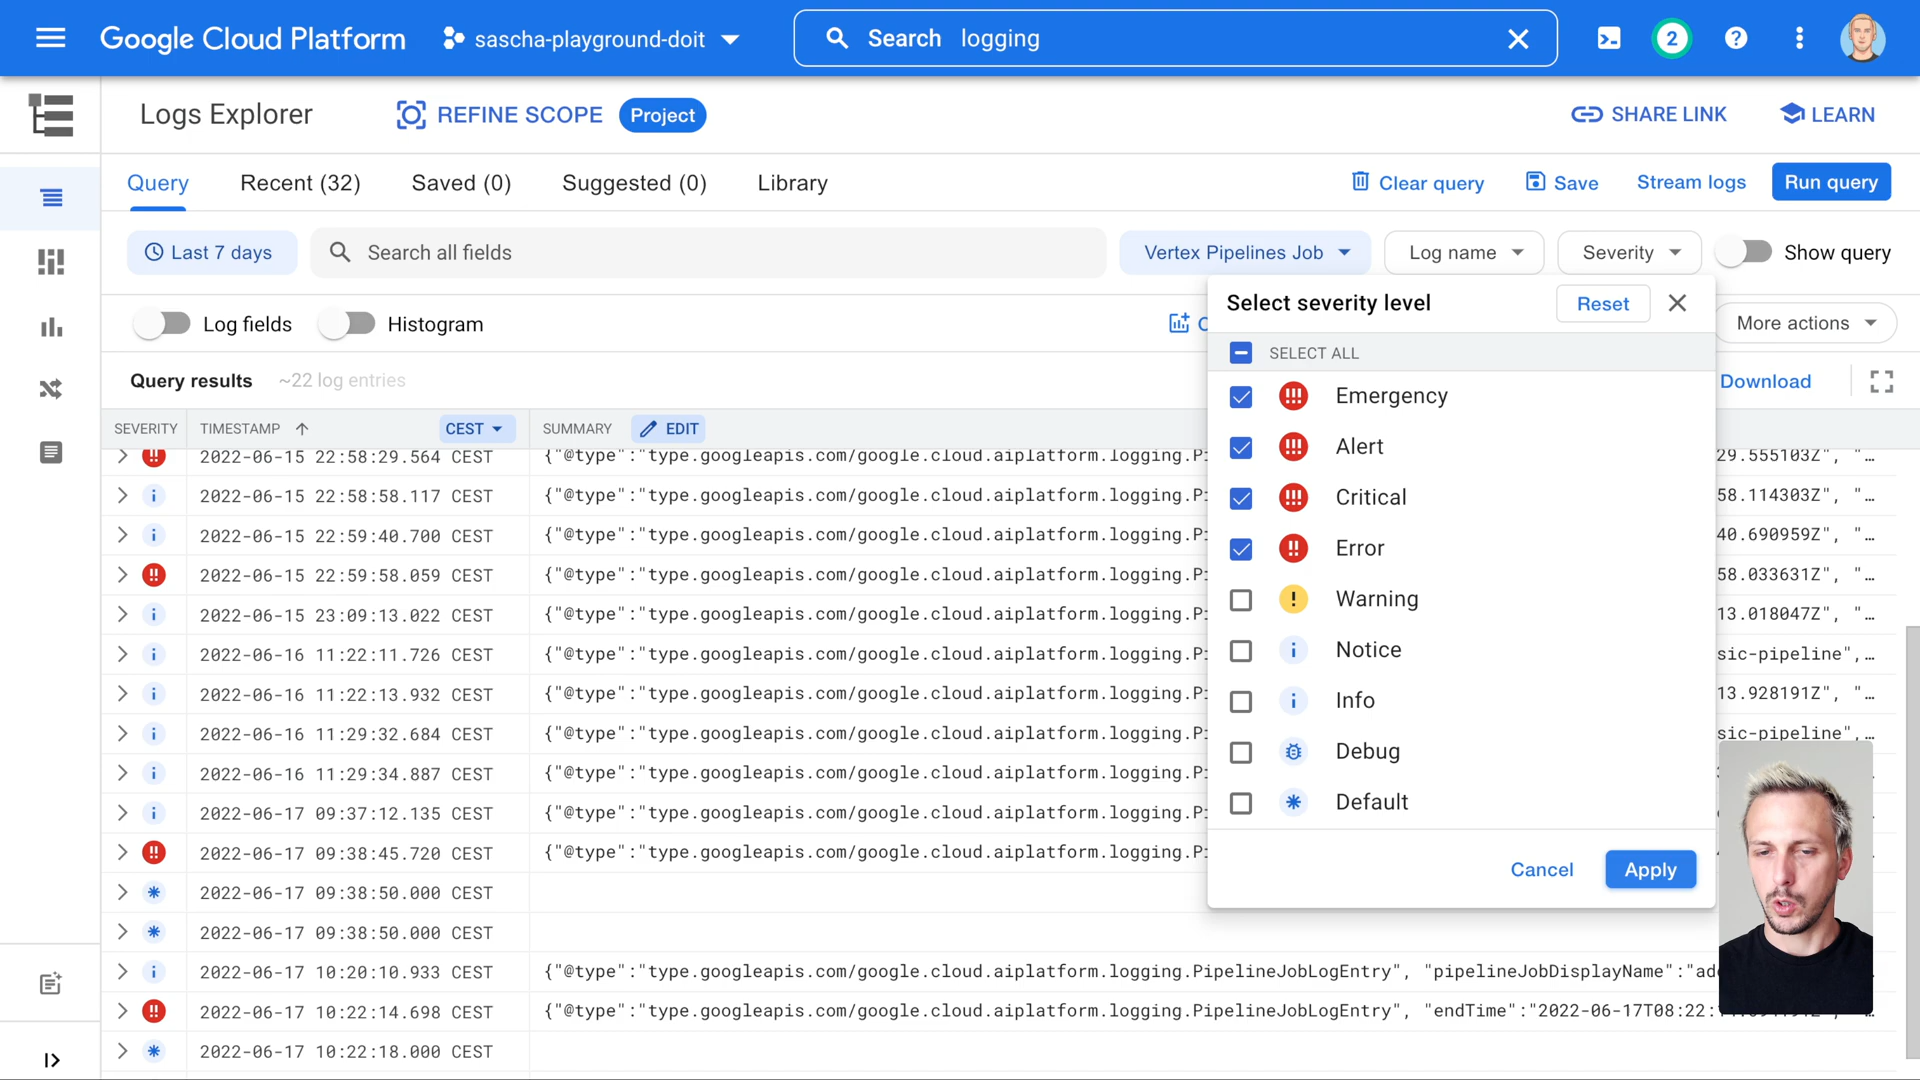 Google Cloud Platform
sascha-playground-doit
Search logging
2
Logs Explorer
REFINE SCOPE
Project
SHARE LINK
LEARN
Query
Recent (32)
Saved (0)
Suggested (0)
Library
Clear query
Save
Stream logs
Run query
Last 7 days
Search all fields
Vertex Pipelines Job
Log name
Severity
Show query
Log fields
Histogram
More actions
Query results
~22 log entries
Download
SEVERITY
TIMESTAMP
CEST
SUMMARY
EDIT
2022-06-15 22:58:29.564 CEST {"@type":"type.googleapis.com/google.cloud.aiplatform.logging.P 29.555103Z", "…
2022-06-15 22:58:58.117 CEST {"@type":"type.googleapis.com/google.cloud.aiplatform.logging.P 58.114303Z", "…
2022-06-15 22:59:40.700 CEST {"@type":"type.googleapis.com/google.cloud.aiplatform.logging.P 40.690959Z", "…
2022-06-15 22:59:58.059 CEST {"@type":"type.googleapis.com/google.cloud.aiplatform.logging.P 58.033631Z", "…
2022-06-15 23:09:13.022 CEST {"@type":"type.googleapis.com/google.cloud.aiplatform.logging.P 13.018047Z", "…
2022-06-16 11:22:11.726 CEST {"@type":"type.googleapis.com/google.cloud.aiplatform.logging.P sic-pipeline",…
2022-06-16 11:22:13.932 CEST {"@type":"type.googleapis.com/google.cloud.aiplatform.logging.P 13.928191Z", "…
2022-06-16 11:29:32.684 CEST {"@type":"type.googleapis.com/google.cloud.aiplatform.logging.P sic-pipeline",…
2022-06-16 11:29:34.887 CEST {"@type":"type.googleapis.com/google.cloud.aiplatform.logging.P
2022-06-17 09:37:12.135 CEST {"@type":"type.googleapis.com/google.cloud.aiplatform.logging.P
2022-06-17 09:38:45.720 CEST {"@type":"type.googleapis.com/google.cloud.aiplatform.logging.P
2022-06-17 09:38:50.000 CEST
2022-06-17 09:38:50.000 CEST
2022-06-17 10:20:10.933 CEST {"@type":"type.googleapis.com/google.cloud.aiplatform.logging.PipelineJobLogEntry", "pipelineJobDisplayName":"ad
2022-06-17 10:22:14.698 CEST {"@type":"type.googleapis.com/google.cloud.aiplatform.logging.PipelineJobLogEntry", "endTime":"2022-06-17T08:22:
2022-06-17 10:22:18.000 CEST
Select severity level
Reset
SELECT ALL
Emergency
Alert
Critical
Error
Warning
Notice
Info
Debug
Default
Cancel
Apply